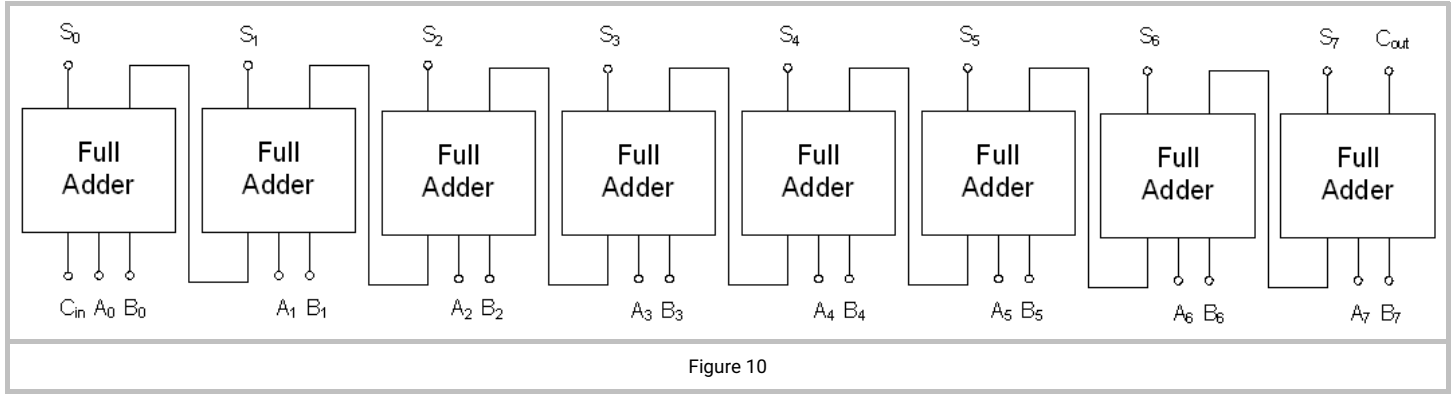 S₀ S₁ S₂ S₃ S₄ S₅ S₆ S₇ Cout
Full Full Full Full Full Full Full Full
Adder Adder Adder Adder Adder Adder Adder Adder
Cin A₀ B₀ A₁ B₁ A₂ B₂ A₃ B₃ A₄ B₄ A₅ B₅ A₆ B₆ A₇ B₇
Figure 10